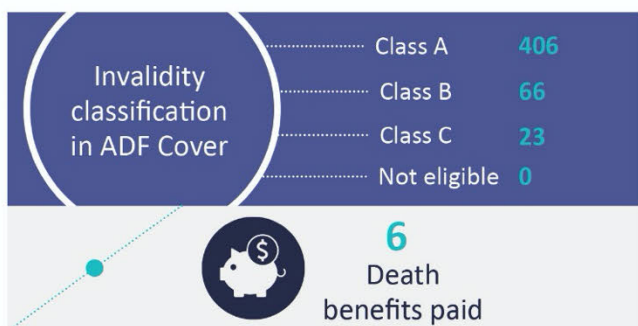 Invalidity
classification
in ADF Cover
Class A 406
Class B 66
Class C 23
Not eligible 0
$
6
Death
benefits paid